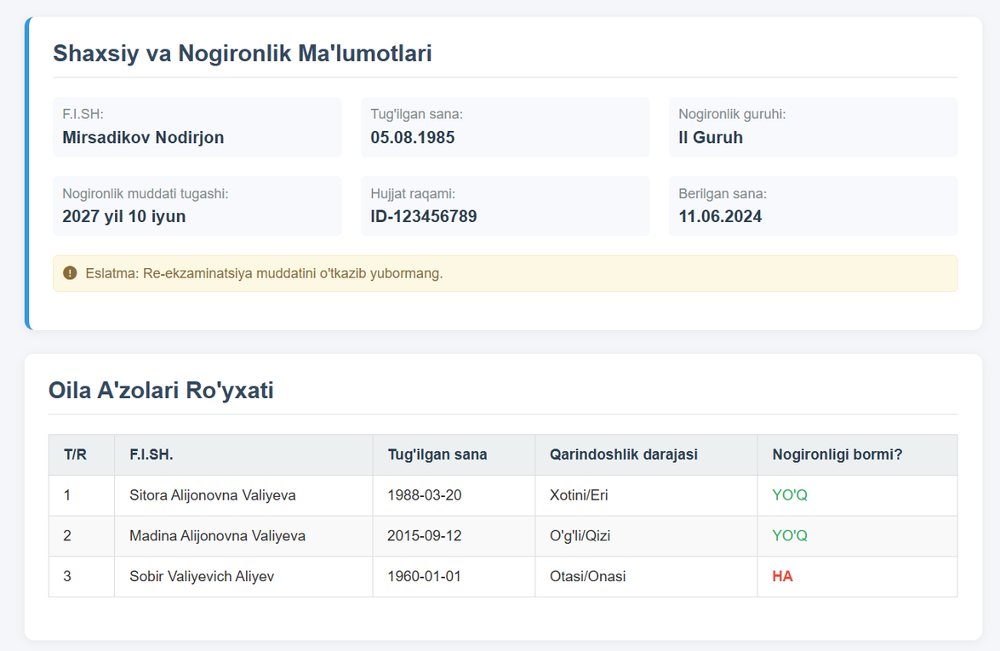 Shaxsiy va Nogironlik Ma'lumotlari
F.I.SH:
Mirsadikov Nodirjon
Tug'ilgan sana:
05.08.1985
Nogironlik guruhi:
II Guruh
Nogironlik muddati tugashi:
2027 yil 10 iyun
Hujjat raqami:
ID-123456789
Berilgan sana:
11.06.2024
Eslatma: Re-ekzaminatsiya muddatini o'tkazib yubormang.
Oila A'zolari Ro'yxati
T/R F.I.SH. Tug'ilgan sana Qarindoshlik darajasi Nogironligi bormi?
1 Sitora Alijonovna Valiyeva 1988-03-20 Xotini/Eri YO'Q
2 Madina Alijonovna Valiyeva 2015-09-12 O'g'li/Qizi YO'Q
3 Sobir Valiyevich Aliyev 1960-01-01 Otasi/Onasi HA